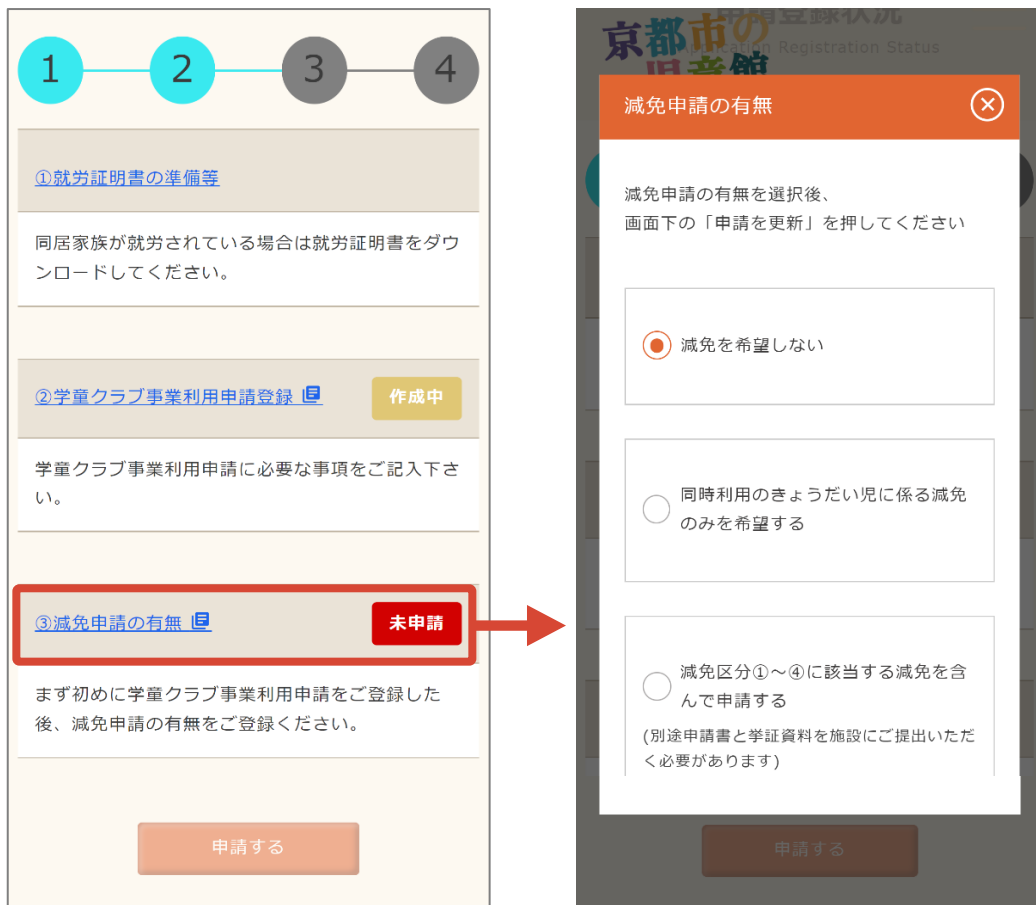 1
2
3
4
①就労証明書の準備等
同居家族が就労されている場合は就労証明書をダウ
ンロードしてください。
②学童クラブ事業利用申請登録
作成中
学童クラブ事業利用申請に必要な事項をご記入下さ
い。
③減免申請の有無
未申請
まず初めに学童クラブ事業利用申請をご登録した
後、減免申請の有無をご登録ください。
申請する
申請登録状況
Application Registration Status
京都市の
児童館
減免申請の有無
減免申請の有無を選択後、
画面下の「申請を更新」を押してください
減免を希望しない
同時利用のきょうだい児に係る減免
のみを希望する
減免区分①～④に該当する減免を含
んで申請する
(別途申請書と挙証資料を施設にご提出いただ
く必要があります)
申請する